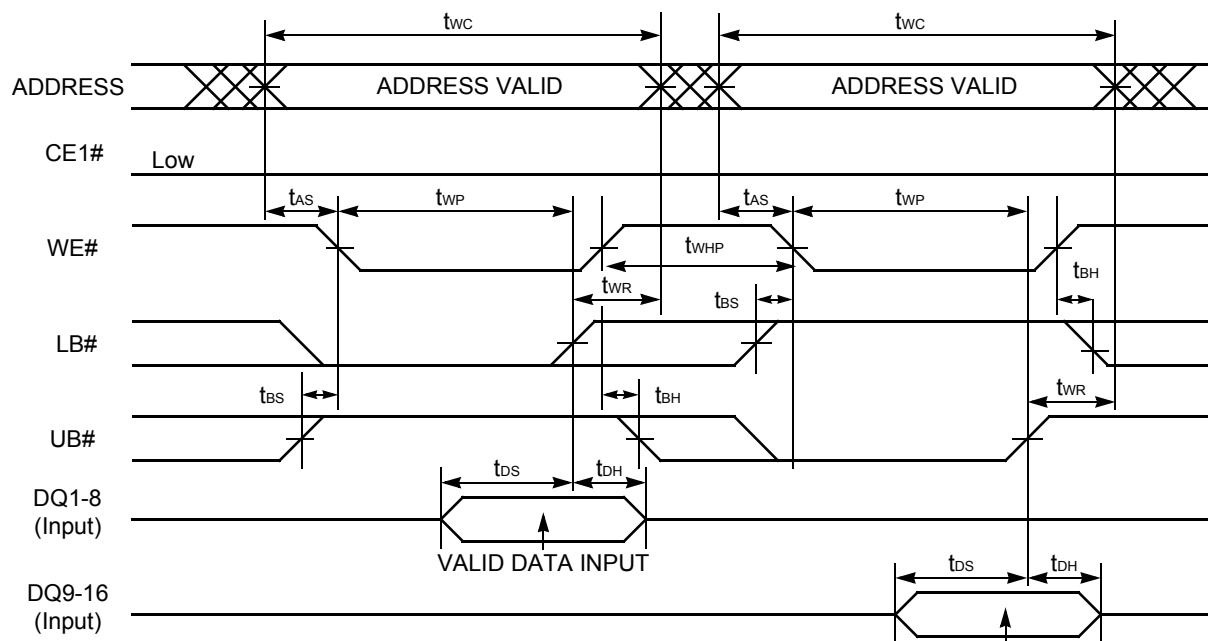 tWC tWC
ADDRESS ADDRESS VALID ADDRESS VALID
CE1# Low
tAS tWP tAS tWP
WE# tWHP tBH
tWR tBS
LB#
tBS tBH tWR
UB#
tDS tDH
DQ1-8
(Input)
VALID DATA INPUT
tDS tDH
DQ9-16
(Input)